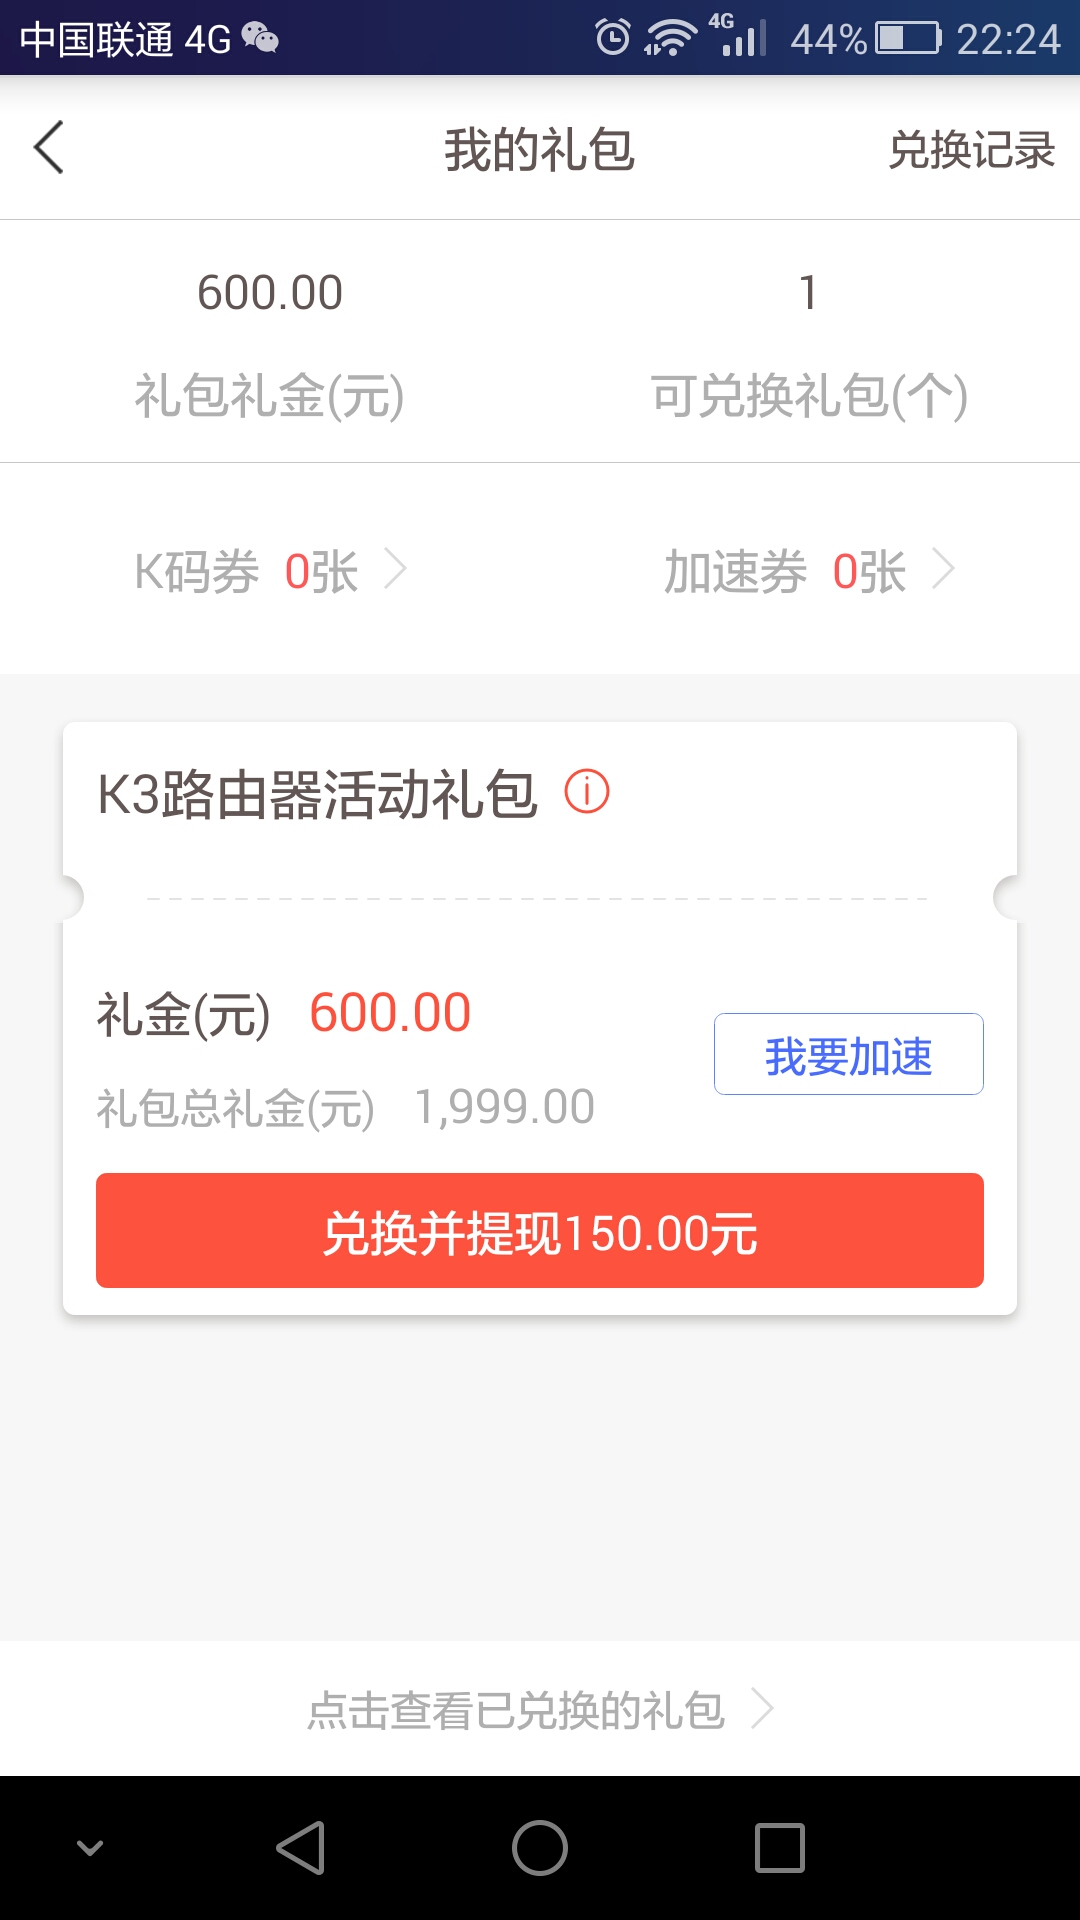 中国联通 4G 4G 44% 22:24
我的礼包 兑换记录
600.00 1
礼包礼金(元) 可兑换礼包(个)
K码券 0张 加速券 0张
K3路由器活动礼包
礼金(元) 600.00
我要加速
礼包总礼金(元) 1,999.00
兑换并提现150.00元
点击查看已兑换的礼包